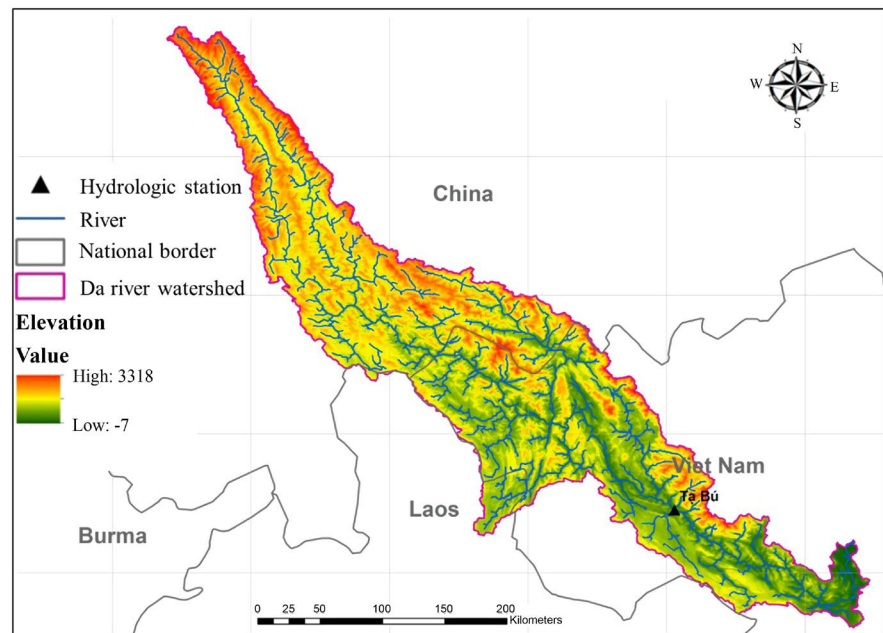 N
W
E
S
China
Hydrologic station
River
National border
Da river watershed
Elevation
Value
High: 3318
Low: -7
Viet Nam
Tạ Bú
Laos
Burma
0 25 50 100 150 200
Kilometers